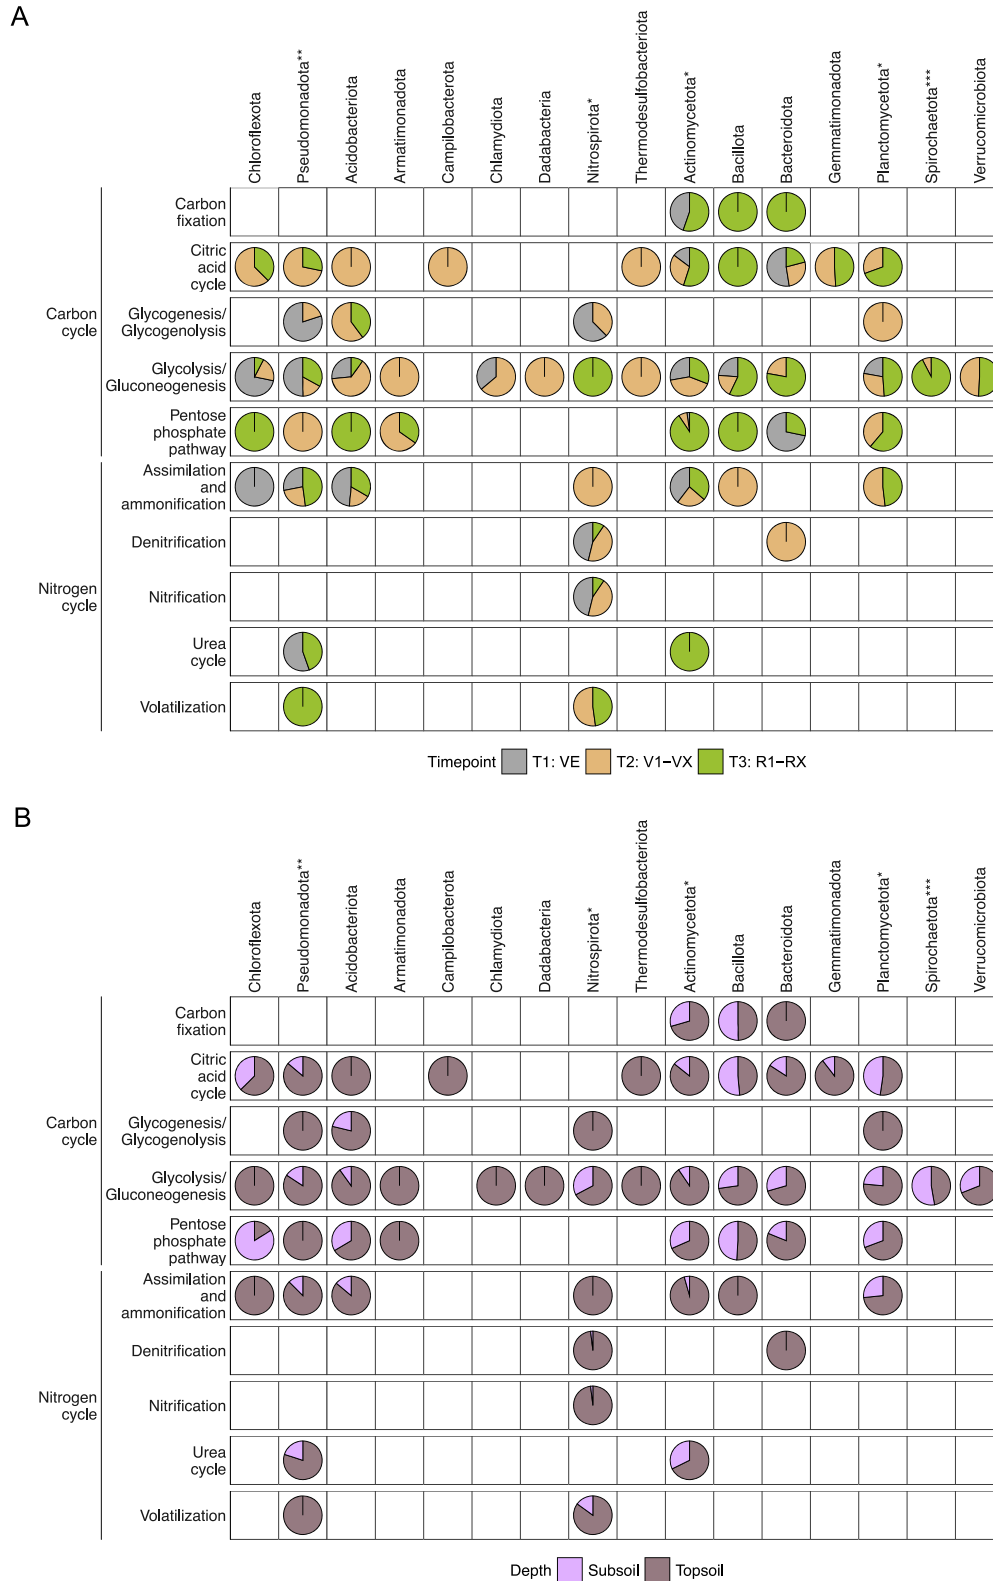 A
Chloroflexota
Pseudomonadota**
Acidobacteriota
Armatimonadota
Campilobacterota
Chlamydiota
Dadabacteria
Nitrospirota*
Thermodesulfobacteriota
Actinomycetota*
Bacillota
Bacteroidota
Gemmatimonadota
Planctomycetota*
Spirochaetota***
Verrucomicrobiota
Carbon
cycle
Carbon
fixation
Citric
acid
cycle
Glycogenesis/
Glycogenolysis
Glycolysis/
Gluconeogenesis
Pentose
phosphate
pathway
Nitrogen
cycle
Assimilation
and
ammonification
Denitrification
Nitrification
Urea
cycle
Volatilization
Timepoint T1: VE T2: V1–VX T3: R1–RX
B
Chloroflexota
Pseudomonadota**
Acidobacteriota
Armatimonadota
Campilobacterota
Chlamydiota
Dadabacteria
Nitrospirota*
Thermodesulfobacteriota
Actinomycetota*
Bacillota
Bacteroidota
Gemmatimonadota
Planctomycetota*
Spirochaetota***
Verrucomicrobiota
Carbon
cycle
Carbon
fixation
Citric
acid
cycle
Glycogenesis/
Glycogenolysis
Glycolysis/
Gluconeogenesis
Pentose
phosphate
pathway
Nitrogen
cycle
Assimilation
and
ammonification
Denitrification
Nitrification
Urea
cycle
Volatilization
Depth Subsoil Topsoil